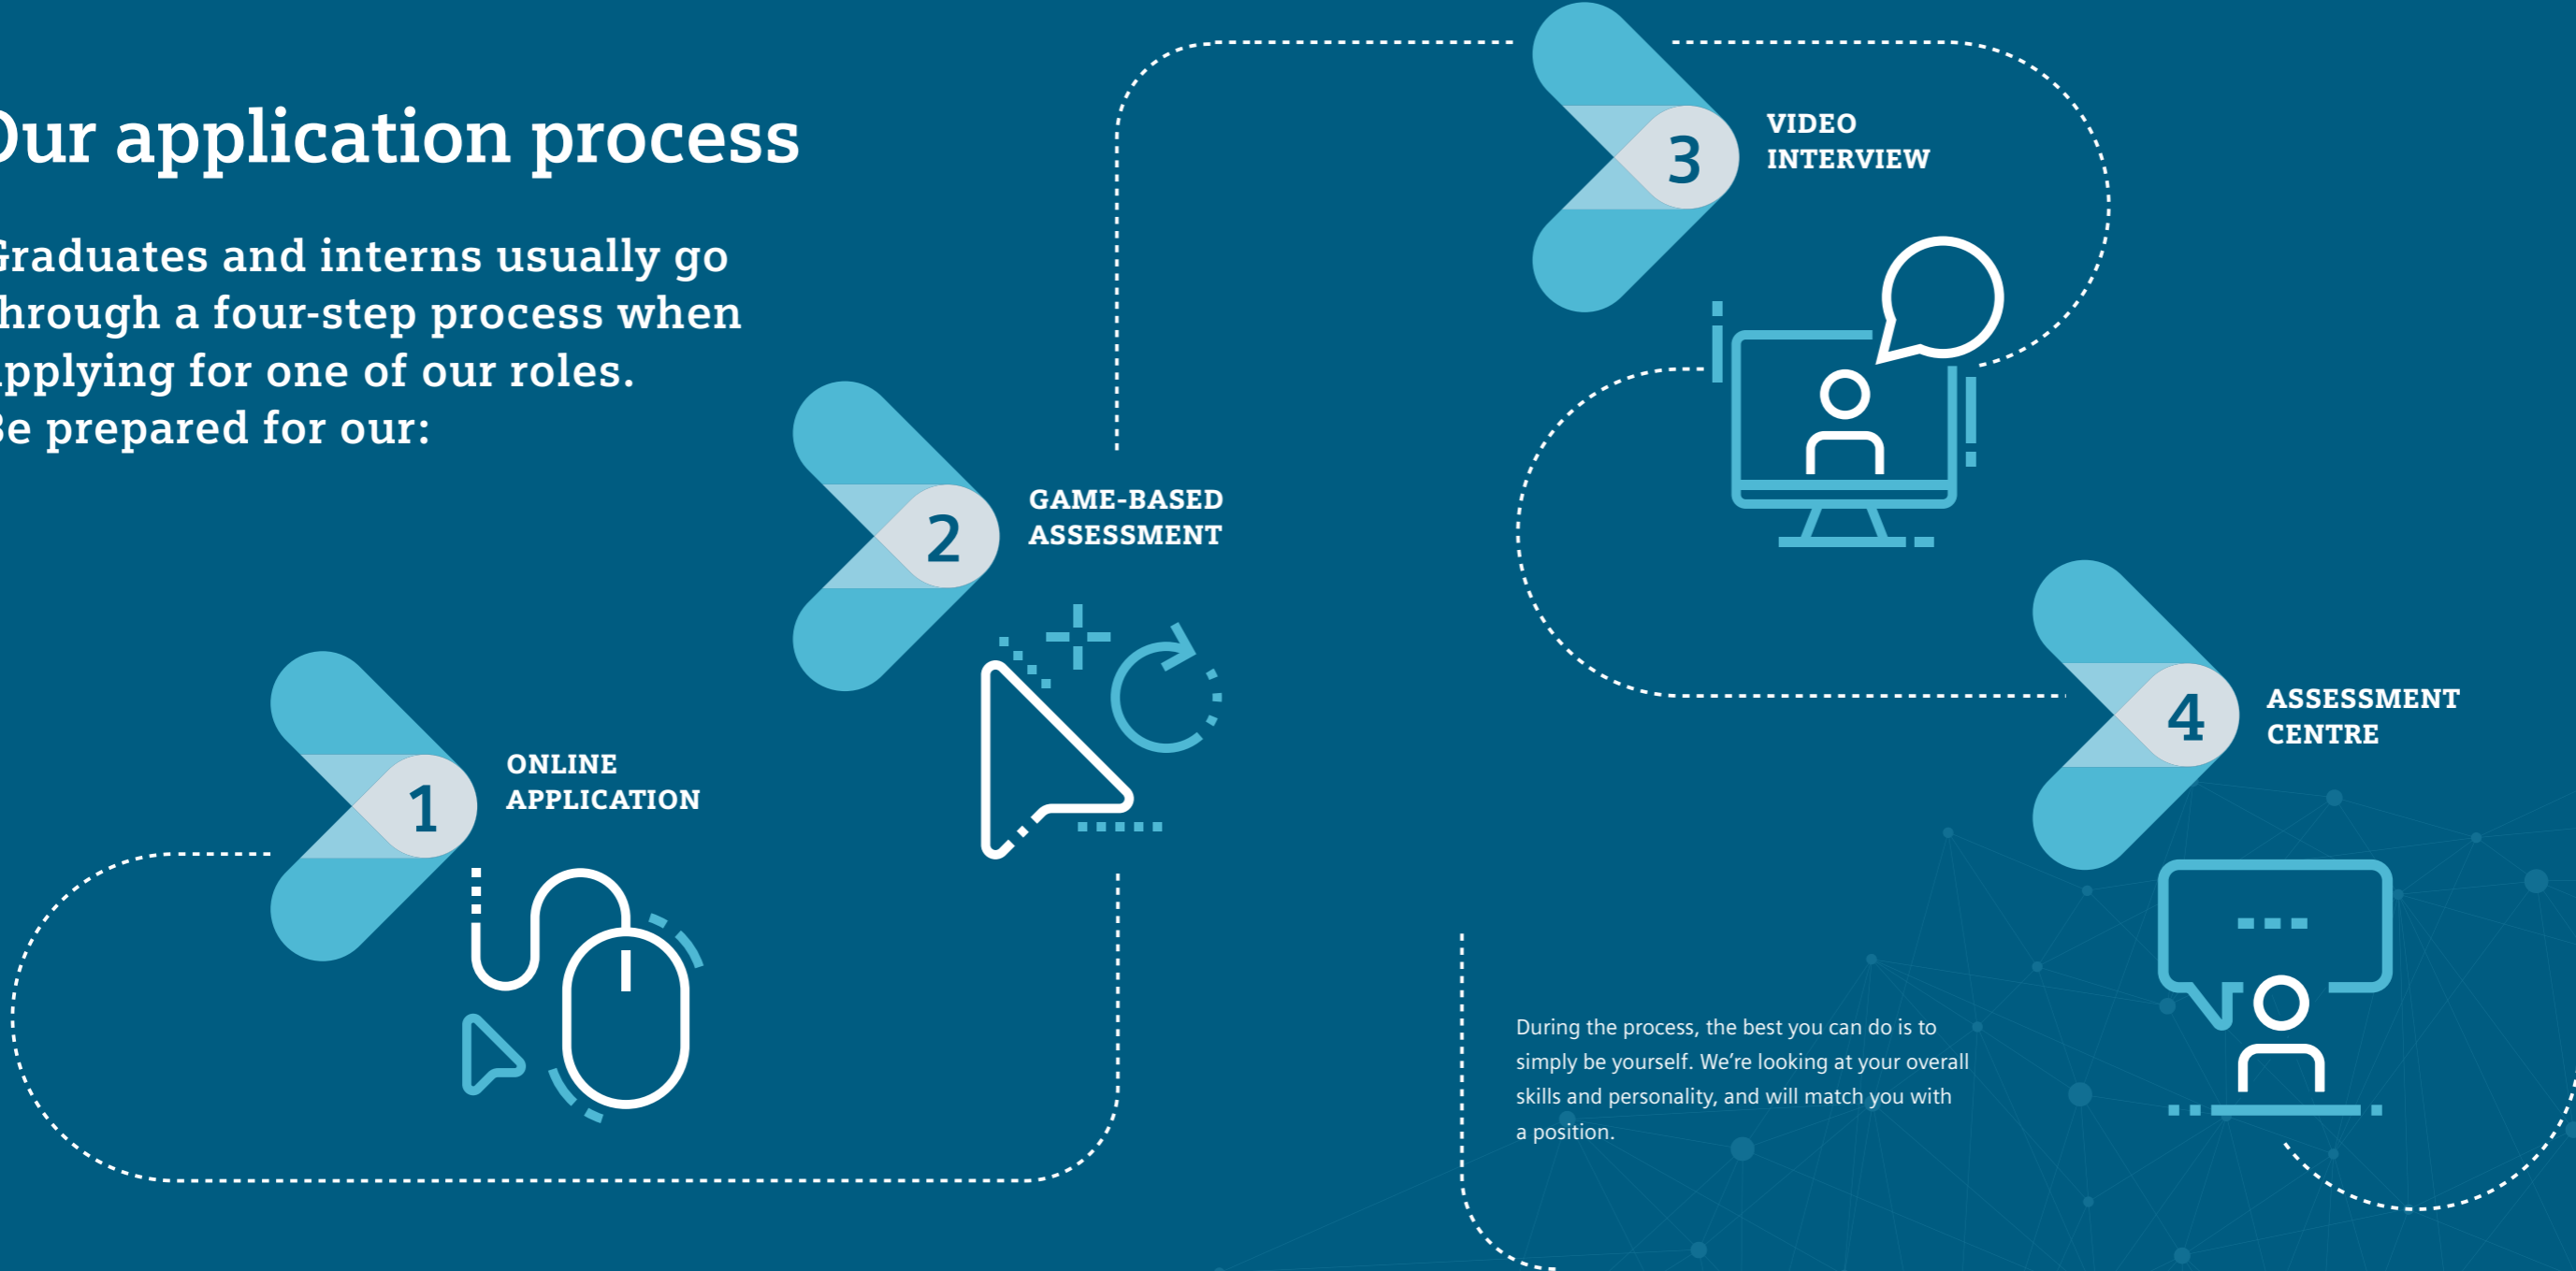 Our application process
Graduates and interns usually go
through a four-step process when
applying for one of our roles.
Be prepared for our:
1
ONLINE
APPLICATION
2
GAME-BASED
ASSESSMENT
3
VIDEO
INTERVIEW
4
ASSESSMENT
CENTRE
During the process, the best you can do is to
simply be yourself. We’re looking at your overall
skills and personality, and will match you with
a position.